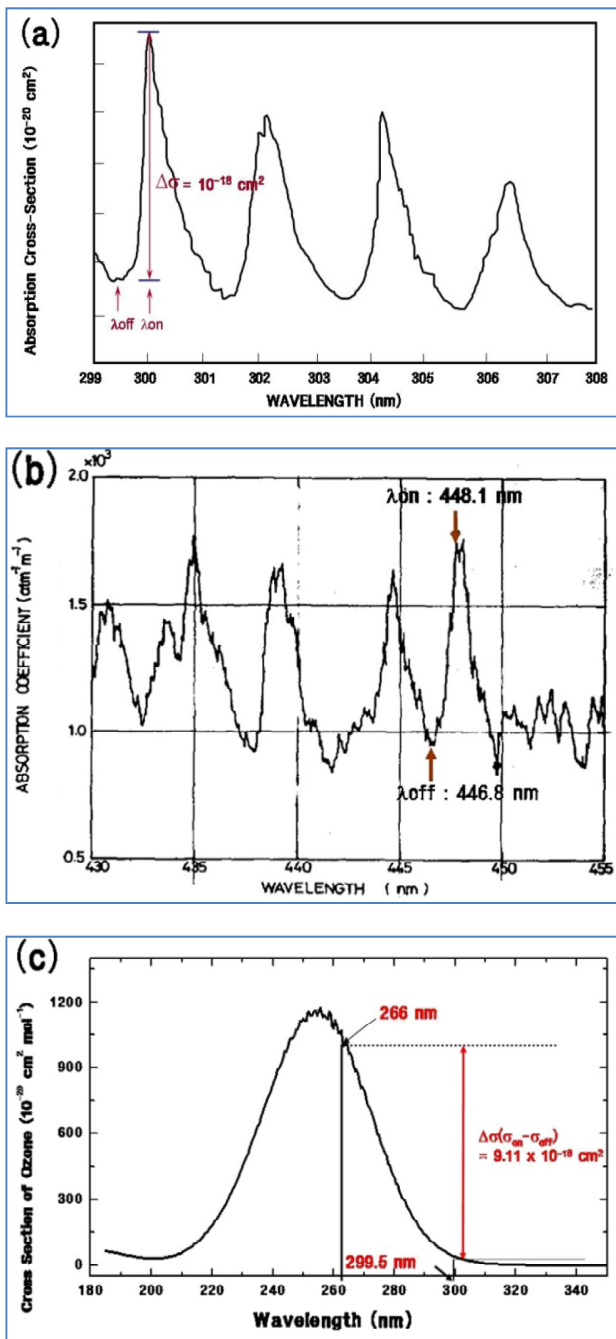 (a)
Absorption Cross-Section (10⁻²⁰ cm²)
Δσ = 10⁻¹⁸ cm²
λoff λon
299 300 301 302 303 304 305 306 307 308
WAVELENGTH (nm)
(b)
×10³
2.0
λon : 448.1 nm
ABSORPTION COEFFICIENT (atm⁻¹m⁻¹)
1.5
1.0
λoff : 446.8 nm
0.5
430 435 440 445 450 455
WAVELENGTH ( nm )
(c)
Cross Section of Ozone (10⁻²⁰ cm² mol⁻¹)
1200
266 nm
900
Δσ(σon-σoff)
= 9.11 x 10⁻¹⁸ cm²
600
300
0
299.5 nm
180 200 220 240 260 280 300 320 340
Wavelength (nm)